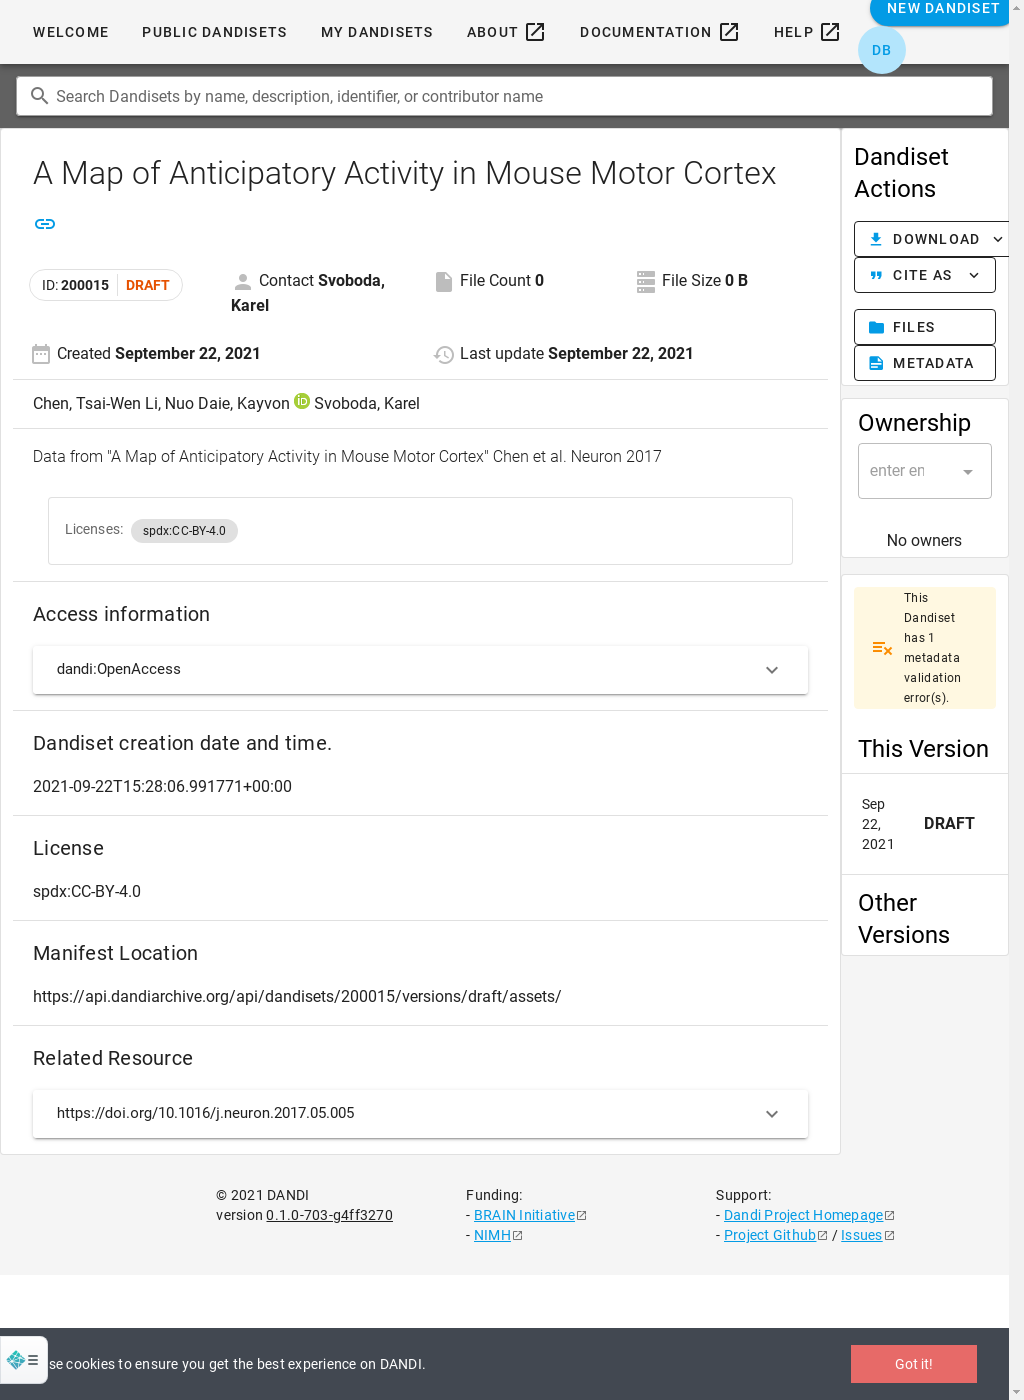 WELCOME PUBLIC DANDISETS MY DANDISETS ABOUT DOCUMENTATION HELP NEW DANDISET
DB
Search Dandisets by name, description, identifier, or contributor name
A Map of Anticipatory Activity in Mouse Motor Cortex
ID: 200015 DRAFT
Contact Svoboda, Karel
File Count 0
File Size 0 B
Created September 22, 2021
Last update September 22, 2021
Chen, Tsai-Wen Li, Nuo Daie, Kayvon iD Svoboda, Karel
Data from "A Map of Anticipatory Activity in Mouse Motor Cortex" Chen et al. Neuron 2017
Licenses: spdx:CC-BY-4.0
Access information
dandi:OpenAccess
Dandiset creation date and time.
2021-09-22T15:28:06.991771+00:00
License
spdx:CC-BY-4.0
Manifest Location
https://api.dandiarchive.org/api/dandisets/200015/versions/draft/assets/
Related Resource
https://doi.org/10.1016/j.neuron.2017.05.005
Dandiset
Actions
DOWNLOAD
CITE AS
FILES
METADATA
Ownership
enter en
No owners
This
Dandiset
has 1
metadata
validation
error(s).
This Version
Sep
22,
2021
DRAFT
Other
Versions
© 2021 DANDI
version 0.1.0-703-g4ff3270
Funding:
- BRAIN Initiative
- NIMH
Support:
- Dandi Project Homepage
- Project Github / Issues
se cookies to ensure you get the best experience on DANDI.
Got it!